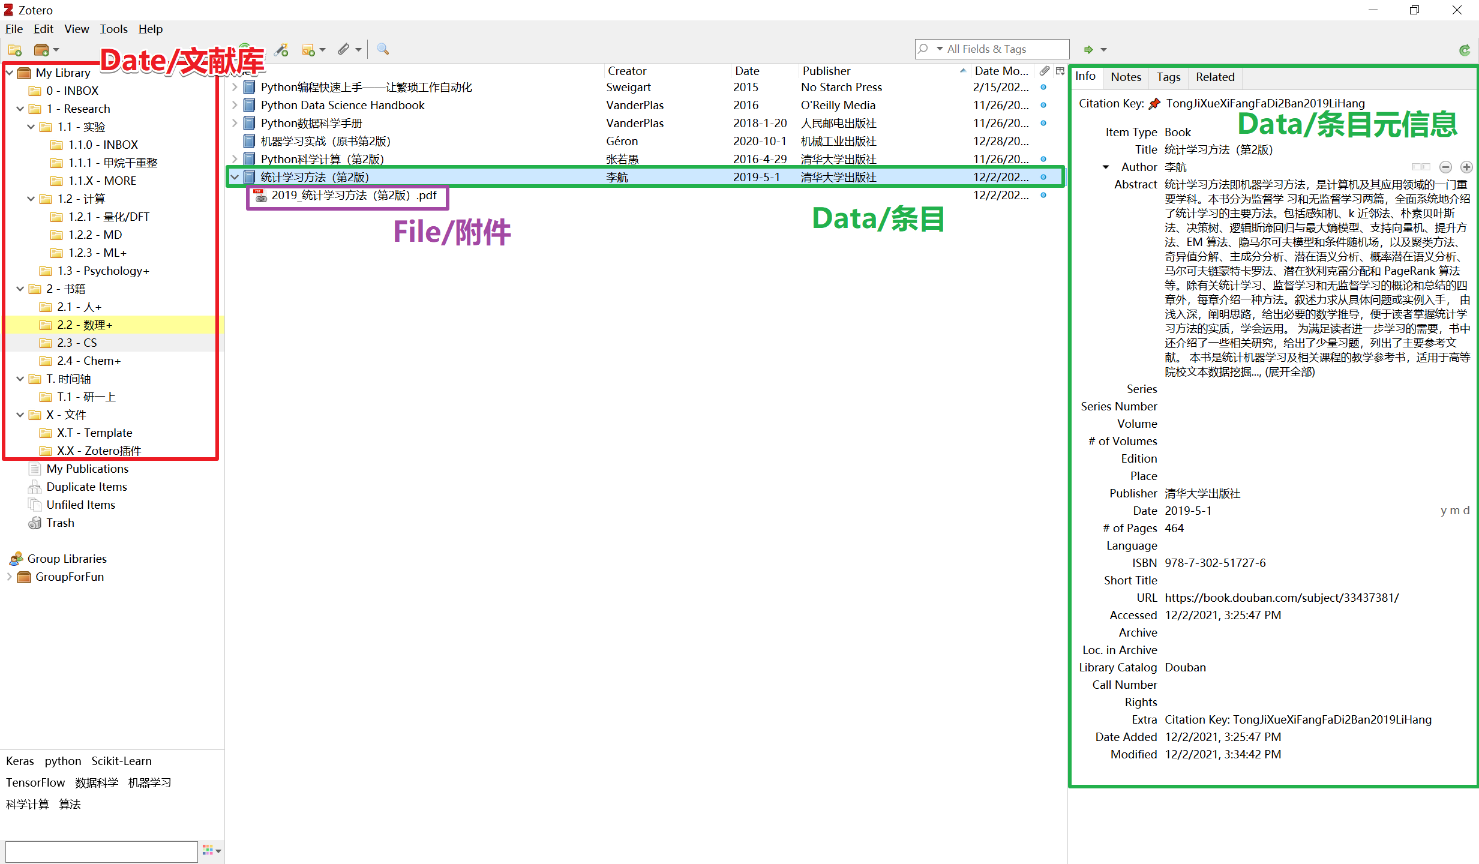 Zotero
File Edit View Tools Help
All Fields & Tags
Date/文献库
My Library
0 - INBOX
1 - Research
1.1 - 实验
1.1.0 - INBOX
1.1.1 - 甲烷干重整
1.1.X - MORE
1.2 - 计算
1.2.1 - 量化/DFT
1.2.2 - MD
1.2.3 - ML+
1.3 - Psychology+
2 - 书籍
2.1 - 人+
2.2 - 数理+
2.3 - CS
2.4 - Chem+
T. 时间轴
T.1 - 研一上
X - 文件
X.T - Template
X.X - Zotero插件
My Publications
Duplicate Items
Unfiled Items
Trash
Group Libraries
GroupForFun
Keras python Scikit-Learn
TensorFlow 数据科学 机器学习
科学计算 算法
Creator Date Publisher Date Mo...
Python编程快速上手——让繁琐工作自动化 Sweigart 2015 No Starch Press 2/15/202...
Python Data Science Handbook VanderPlas 2016 O'Reilly Media 11/26/20...
Python数据科学手册 VanderPlas 2018-1-20 人民邮电出版社 11/26/20...
机器学习实战（原书第2版） Géron 2020-10-1 机械工业出版社 12/28/20...
Python科学计算（第2版） 张若愚 2016-4-29 清华大学出版社 11/26/20...
统计学习方法（第2版） 李航 2019-5-1 清华大学出版社 12/2/202...
2019_统计学习方法（第2版）.pdf 12/2/202...
File/附件
Data/条目
Info Notes Tags Related
Citation Key: TongJiXueXiFangFaDi2Ban2019LiHang
Data/条目元信息
Item Type Book
Title 统计学习方法（第2版）
Author 李航
Abstract 统计学习方法即机器学习方法，是计算机及其应用领域的一门重
要学科。本书分为监督学 习和无监督学习两篇，全面系统地介绍
了统计学习的主要方法。包括感知机、k 近邻法、朴素贝叶斯
法、决策树、逻辑斯谛回归与最大熵模型、支持向量机、提升方
法、EM 算法、隐马尔可夫模型和条件随机场，以及聚类方法、
奇异值分解、主成分分析、潜在语义分析、概率潜在语义分析、
马尔可夫链蒙特卡罗法、潜在狄利克雷分配和 PageRank 算法
等。除有关统计学习、监督学习和无监督学习的概论和总结的四
章外，每章介绍一种方法。叙述力求从具体问题或实例入手， 由
浅入深，阐明思路，给出必要的数学推导，便于读者掌握统计学
习方法的实质，学会运用。 为满足读者进一步学习的需要，书中
还介绍了一些相关研究，给出了少量习题，列出了主要参考文
献。 本书是统计机器学习及相关课程的教学参考书，适用于高等
院校文本数据挖掘..., (展开全部)
Series
Series Number
Volume
# of Volumes
Edition
Place
Publisher 清华大学出版社
Date 2019-5-1 y m d
# of Pages 464
Language
ISBN 978-7-302-51727-6
Short Title
URL https://book.douban.com/subject/33437381/
Accessed 12/2/2021, 3:25:47 PM
Archive
Loc. in Archive
Library Catalog Douban
Call Number
Rights
Extra Citation Key: TongJiXueXiFangFaDi2Ban2019LiHang
Date Added 12/2/2021, 3:25:47 PM
Modified 12/2/2021, 3:34:42 PM